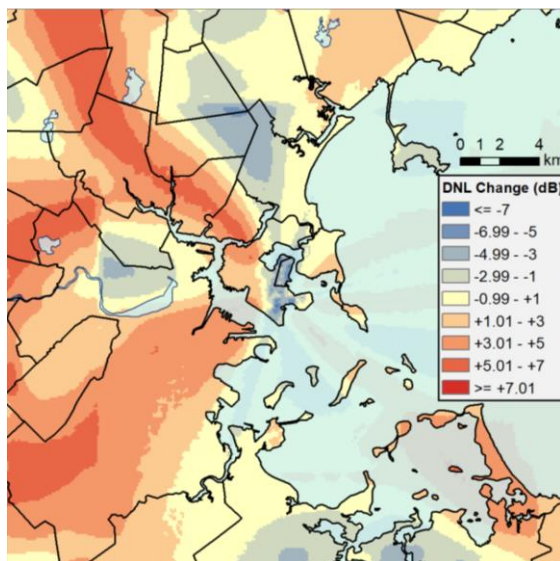 0 1 2 4
km
DNL Change (dB)
<= -7
-6.99 - -5
-4.99 - -3
-2.99 - -1
-0.99 - +1
+1.01 - +3
+3.01 - +5
+5.01 - +7
>= +7.01